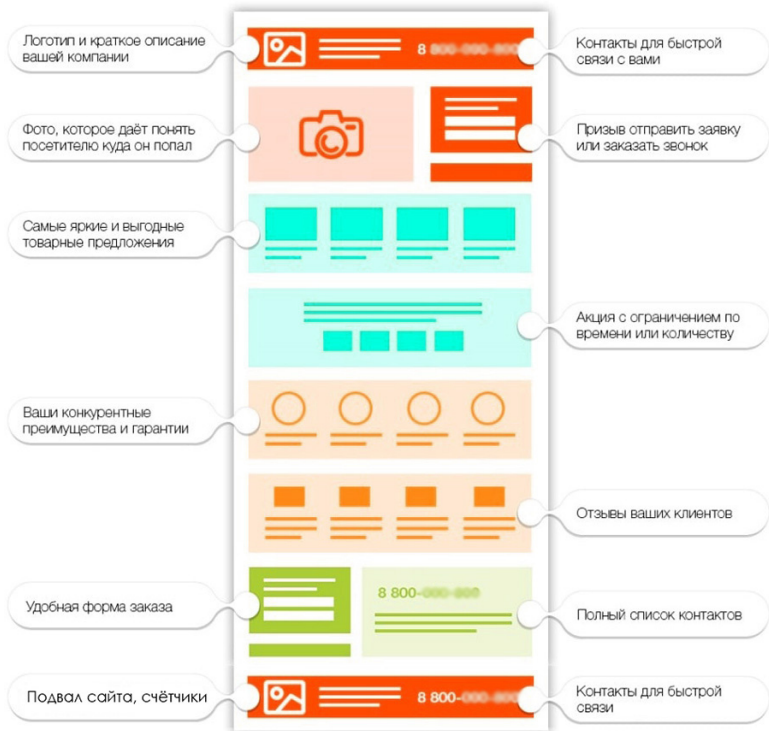 Логотип и краткое описание
вашей компании
8
Контакты для быстрой
связи с вами
Фото, которое даёт понять
посетителю куда он попал
Призыв отправить заявку
или заказать звонок
Самые яркие и выгодные
товарные предложения
Акция с ограничением по
времени или количеству
Ваши конкурентные
преимущества и гарантии
Отзывы ваших клиентов
Удобная форма заказа
8 800-
Полный список контактов
Подвал сайта, счётчики
8 800-
Контакты для быстрой
связи